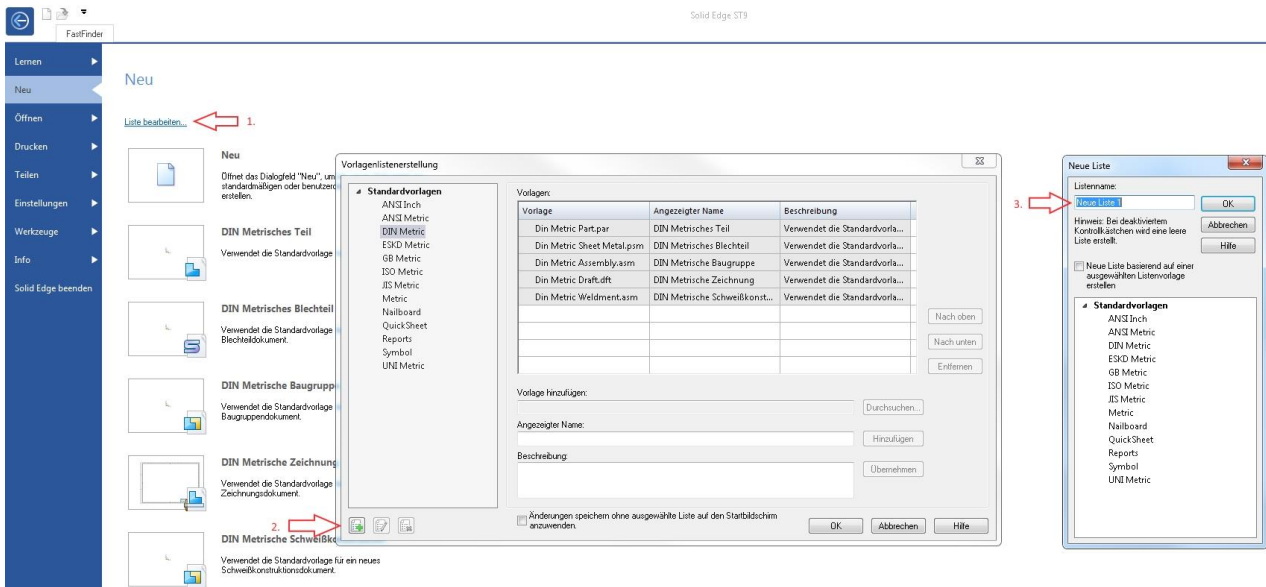 Solid Edge ST9
FastFinder
Lernen
Neu
Öffnen
Drucken
Teilen
Einstellungen
Werkzeuge
Info
Solid Edge beenden
Neu
Liste bearbeiten...
1.
Neu
Öffnet das Dialogfeld "Neu", um
standardmäßigen oder benutzerd
erstellen.
DIN Metrisches Teil
Verwendet die Standardvorlage
DIN Metrisches Blechteil
Verwendet die Standardvorlage
Blechteildokument.
DIN Metrische Baugruppe
Verwendet die Standardvorlage
Baugruppendokument.
DIN Metrische Zeichnung
Verwendet die Standardvorlage
Zeichnungsdokument.
DIN Metrische Schweißko
Verwendet die Standardvorlage für ein neues
Schweißkonstruktionsdokument.
Vorlagenlistenerstellung
Standardvorlagen
ANSI Inch
ANSI Metric
DIN Metric
ESKD Metric
GB Metric
ISO Metric
JIS Metric
Metric
Nailboard
QuickSheet
Reports
Symbol
UNI Metric
2.
Vorlagen:
Vorlage Angezeigter Name Beschreibung
Din Metric Part.par DIN Metrisches Teil Verwendet die Standardvorla...
Din Metric Sheet Metal.psm DIN Metrisches Blechteil Verwendet die Standardvorla...
Din Metric Assembly.asm DIN Metrische Baugruppe Verwendet die Standardvorla...
Din Metric Draft.dft DIN Metrische Zeichnung Verwendet die Standardvorla...
Din Metric Weldment.asm DIN Metrische Schweißkonst... Verwendet die Standardvorla...
Nach oben
Nach unten
Entfernen
Vorlage hinzufügen:
Durchsuchen...
Angezeigter Name:
Hinzufügen
Beschreibung:
Übernehmen
Änderungen speichern ohne ausgewählte Liste auf den Startbildschirm
anzuwenden.
OK Abbrechen Hilfe
3.
Neue Liste
Listenname:
Neue Liste 1
OK
Abbrechen
Hilfe
Hinweis: Bei deaktiviertem
Kontrollkästchen wird eine leere
Liste erstellt.
Neue Liste basierend auf einer
ausgewählten Listenvorlage
erstellen
Standardvorlagen
ANSI Inch
ANSI Metric
DIN Metric
ESKD Metric
GB Metric
ISO Metric
JIS Metric
Metric
Nailboard
QuickSheet
Reports
Symbol
UNI Metric